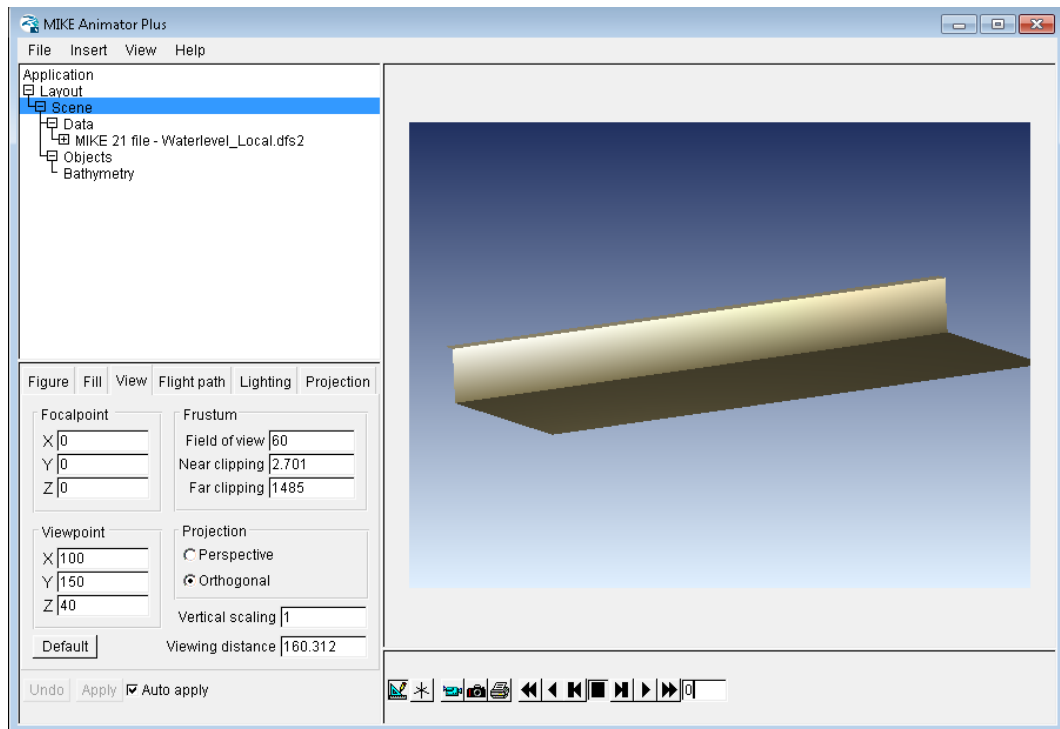 MIKE Animator Plus
File Insert View Help
Application
Layout
Scene
Data
MIKE 21 file - Waterlevel_Local.dfs2
Objects
Bathymetry
Figure Fill View Flight path Lighting Projection
Focalpoint
X 0
Y 0
Z 0
Frustum
Field of view 60
Near clipping 2.701
Far clipping 1485
Viewpoint
X 100
Y 150
Z 40
Projection
Perspective
Orthogonal
Vertical scaling 1
Default
Viewing distance 160.312
Undo Apply Auto apply
0